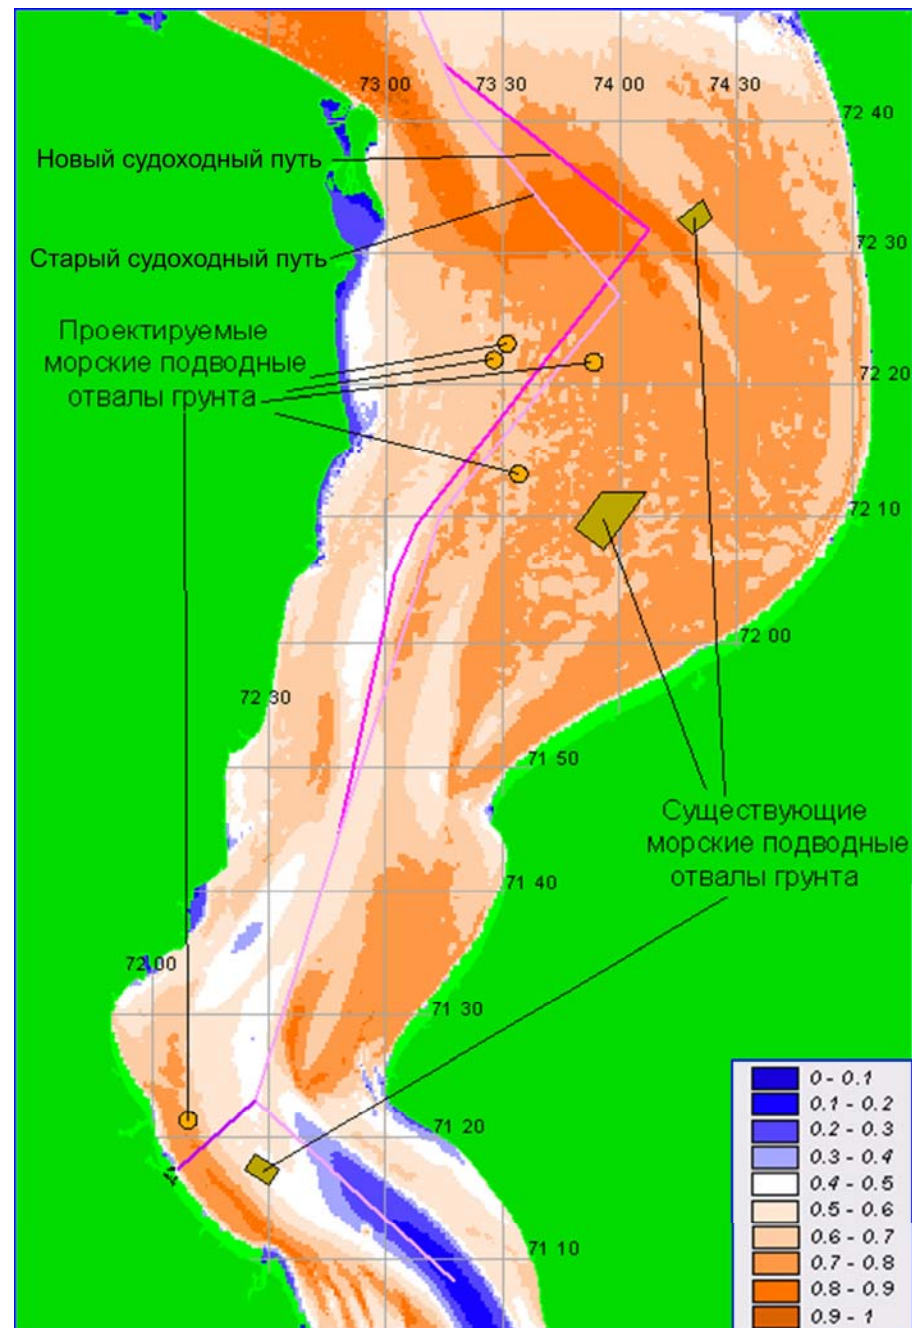 73 00
73 30
74 00
74 30
72 40
Новый судоходный путь
Старый судоходный путь
72 30
Проектируемые
морские подводные
отвалы грунта
72 20
72 10
72 00
72 30
71 50
Существующие
морские подводные
отвалы грунта
71 40
72 00
71 30
71 20
71 10
0 - 0.1
0.1 - 0.2
0.2 - 0.3
0.3 - 0.4
0.4 - 0.5
0.5 - 0.6
0.6 - 0.7
0.7 - 0.8
0.8 - 0.9
0.9 - 1